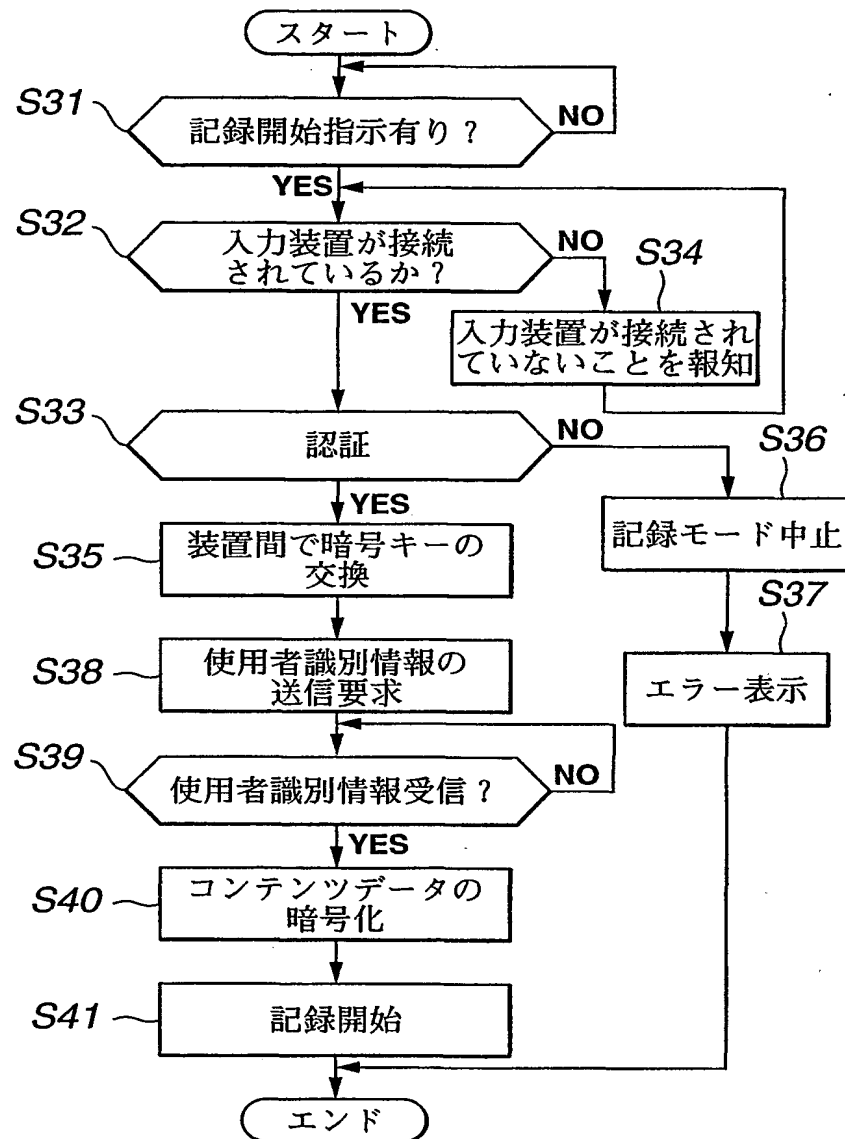 スタート
S31
記録開始指示有り?
NO
YES
S32
入力装置が接続
されているか?
NO
YES
S34
入力装置が接続され
ていないことを報知
S33
認証
NO
YES
S36
記録モード中止
S35
装置間で暗号キーの
交換
S37
エラー表示
S38
使用者識別情報の
送信要求
S39
使用者識別情報受信?
NO
YES
S40
コンテンツデータの
暗号化
S41
記録開始
エンド